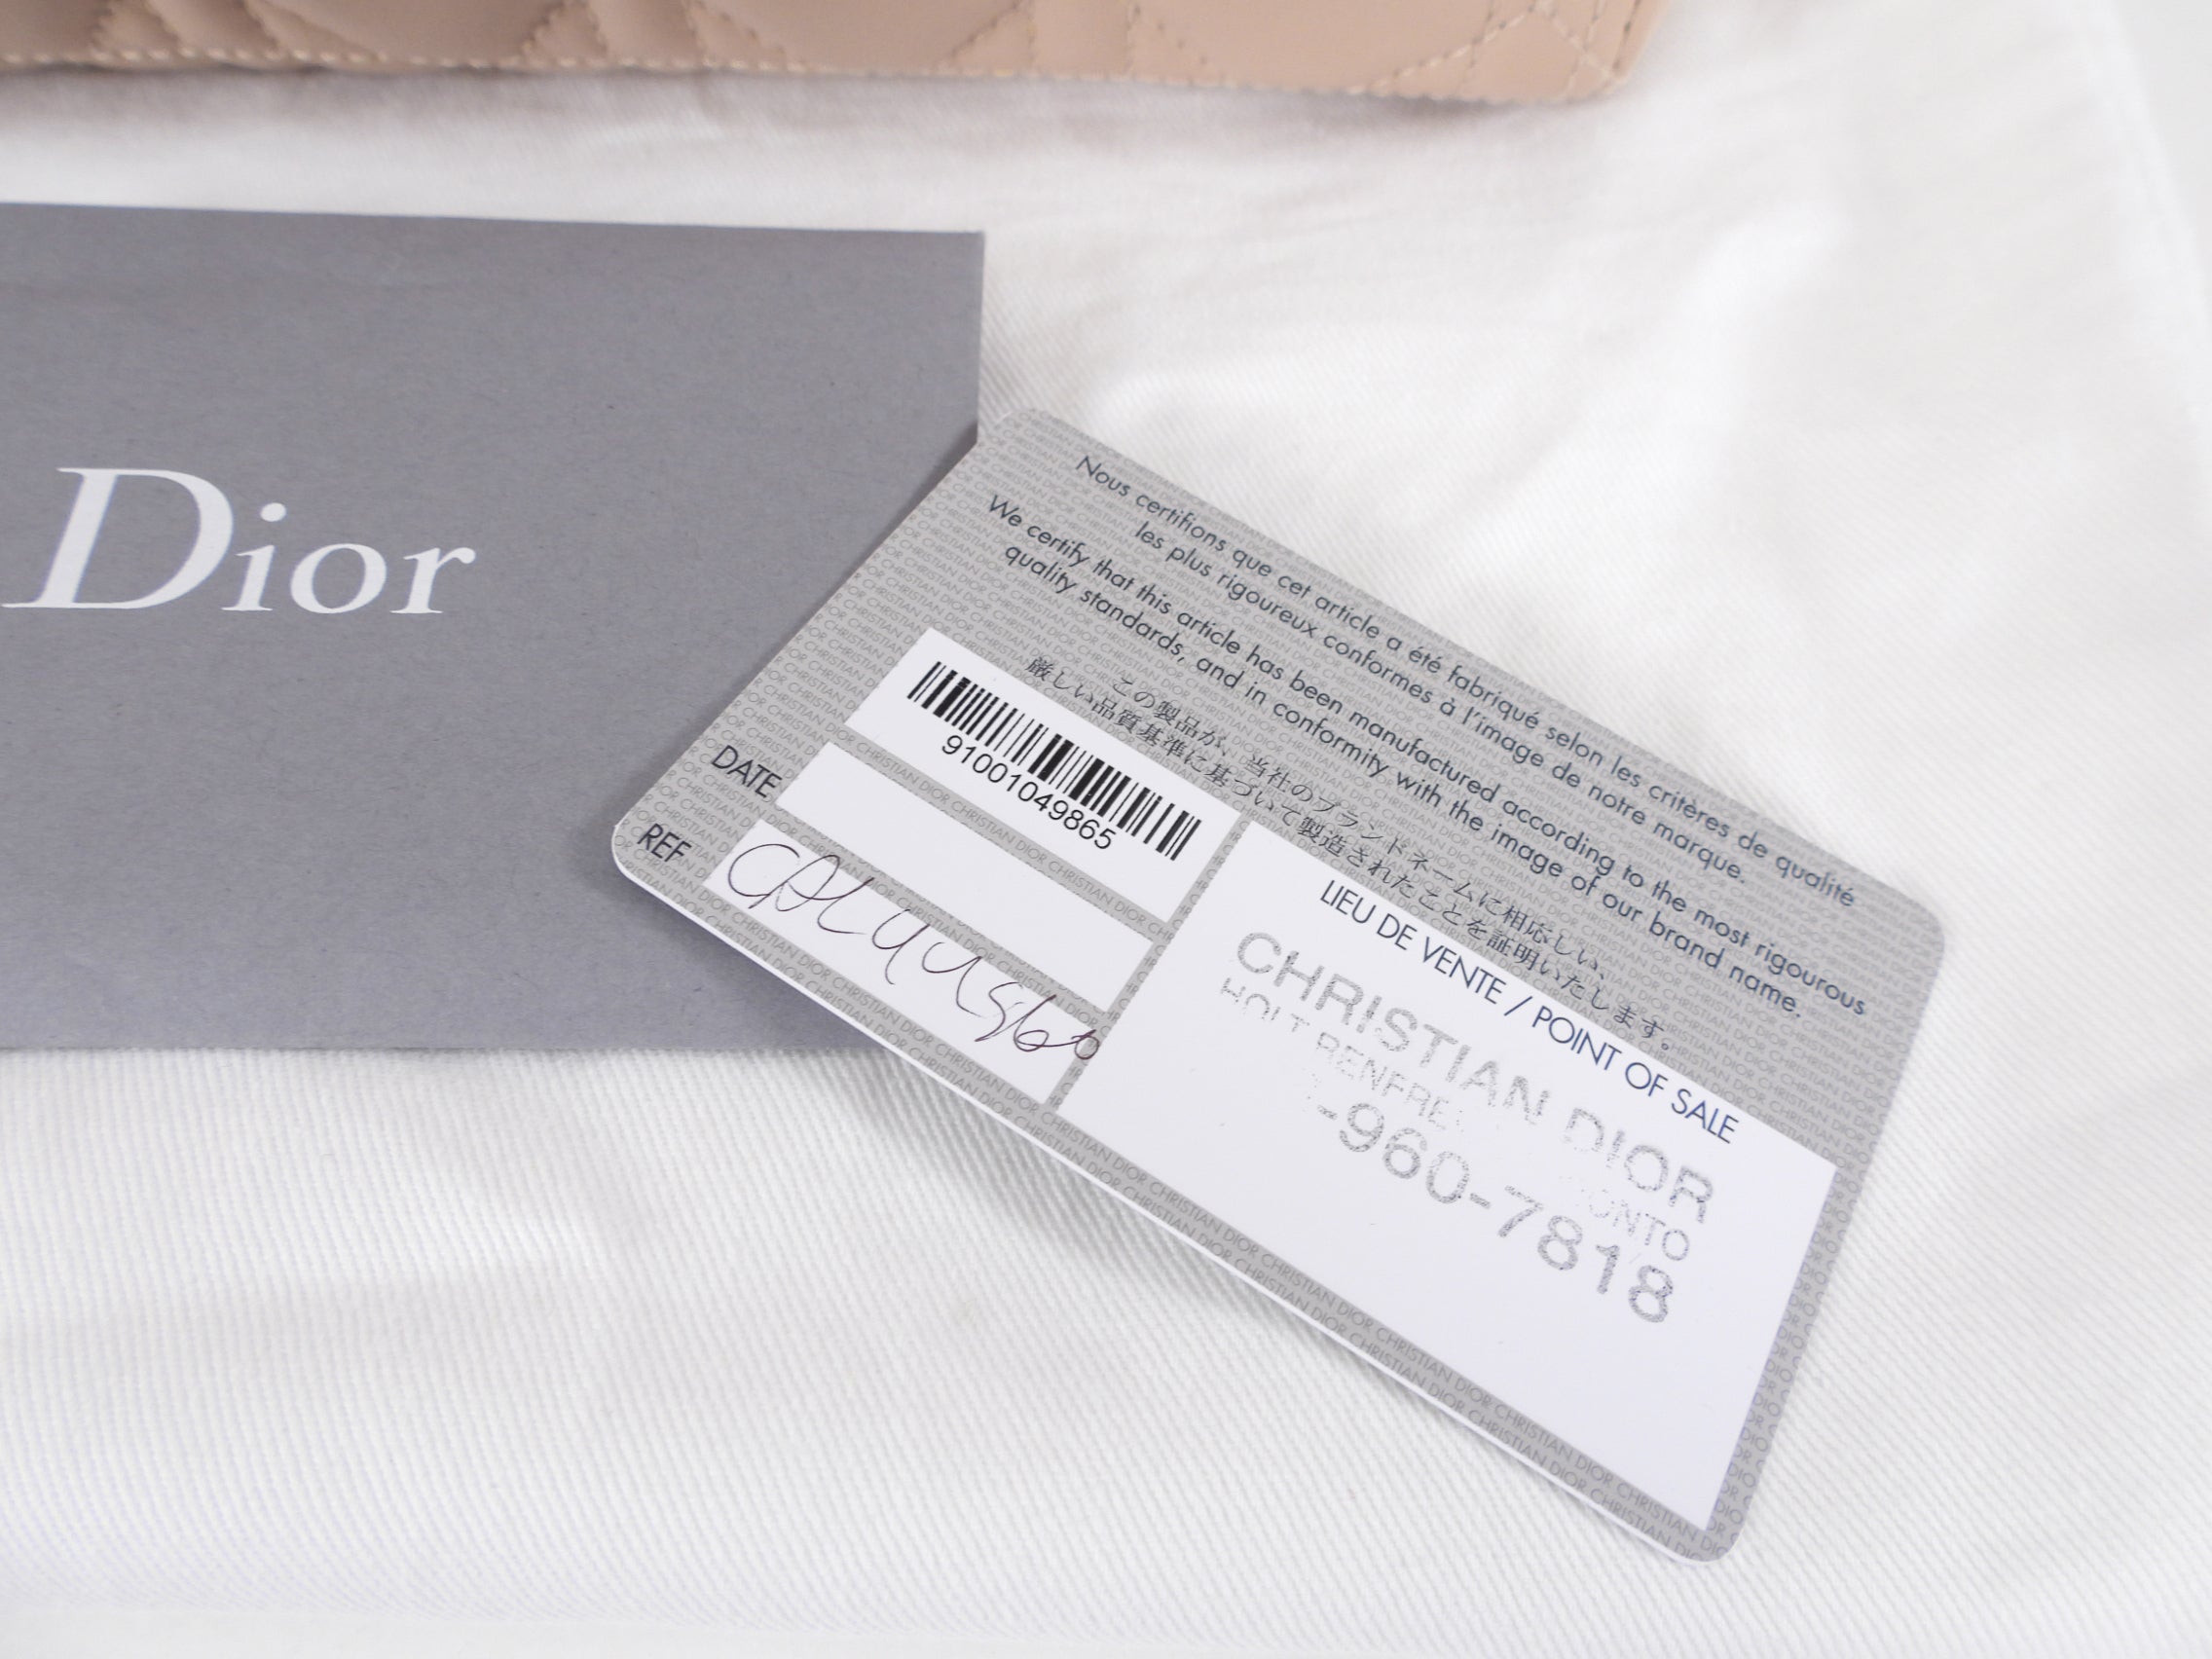 Dior
Nous certifions que cet article a été fabriqué selon les critères de qualité
les plus rigoureux conformes à l'image de notre marque.
We certify that this article has been manufactured according to the most rigourous
quality standards, and in conformity with the image of our brand name.
この製品が、当社のブランドネームに相応しい、
厳しい品質基準に基づいて製造されたことを証明いたします。
91001049865
DATE
REF
LIEU DE VENTE / POINT OF SALE
CHRISTIAN DIOR
HOLT
-960-7818